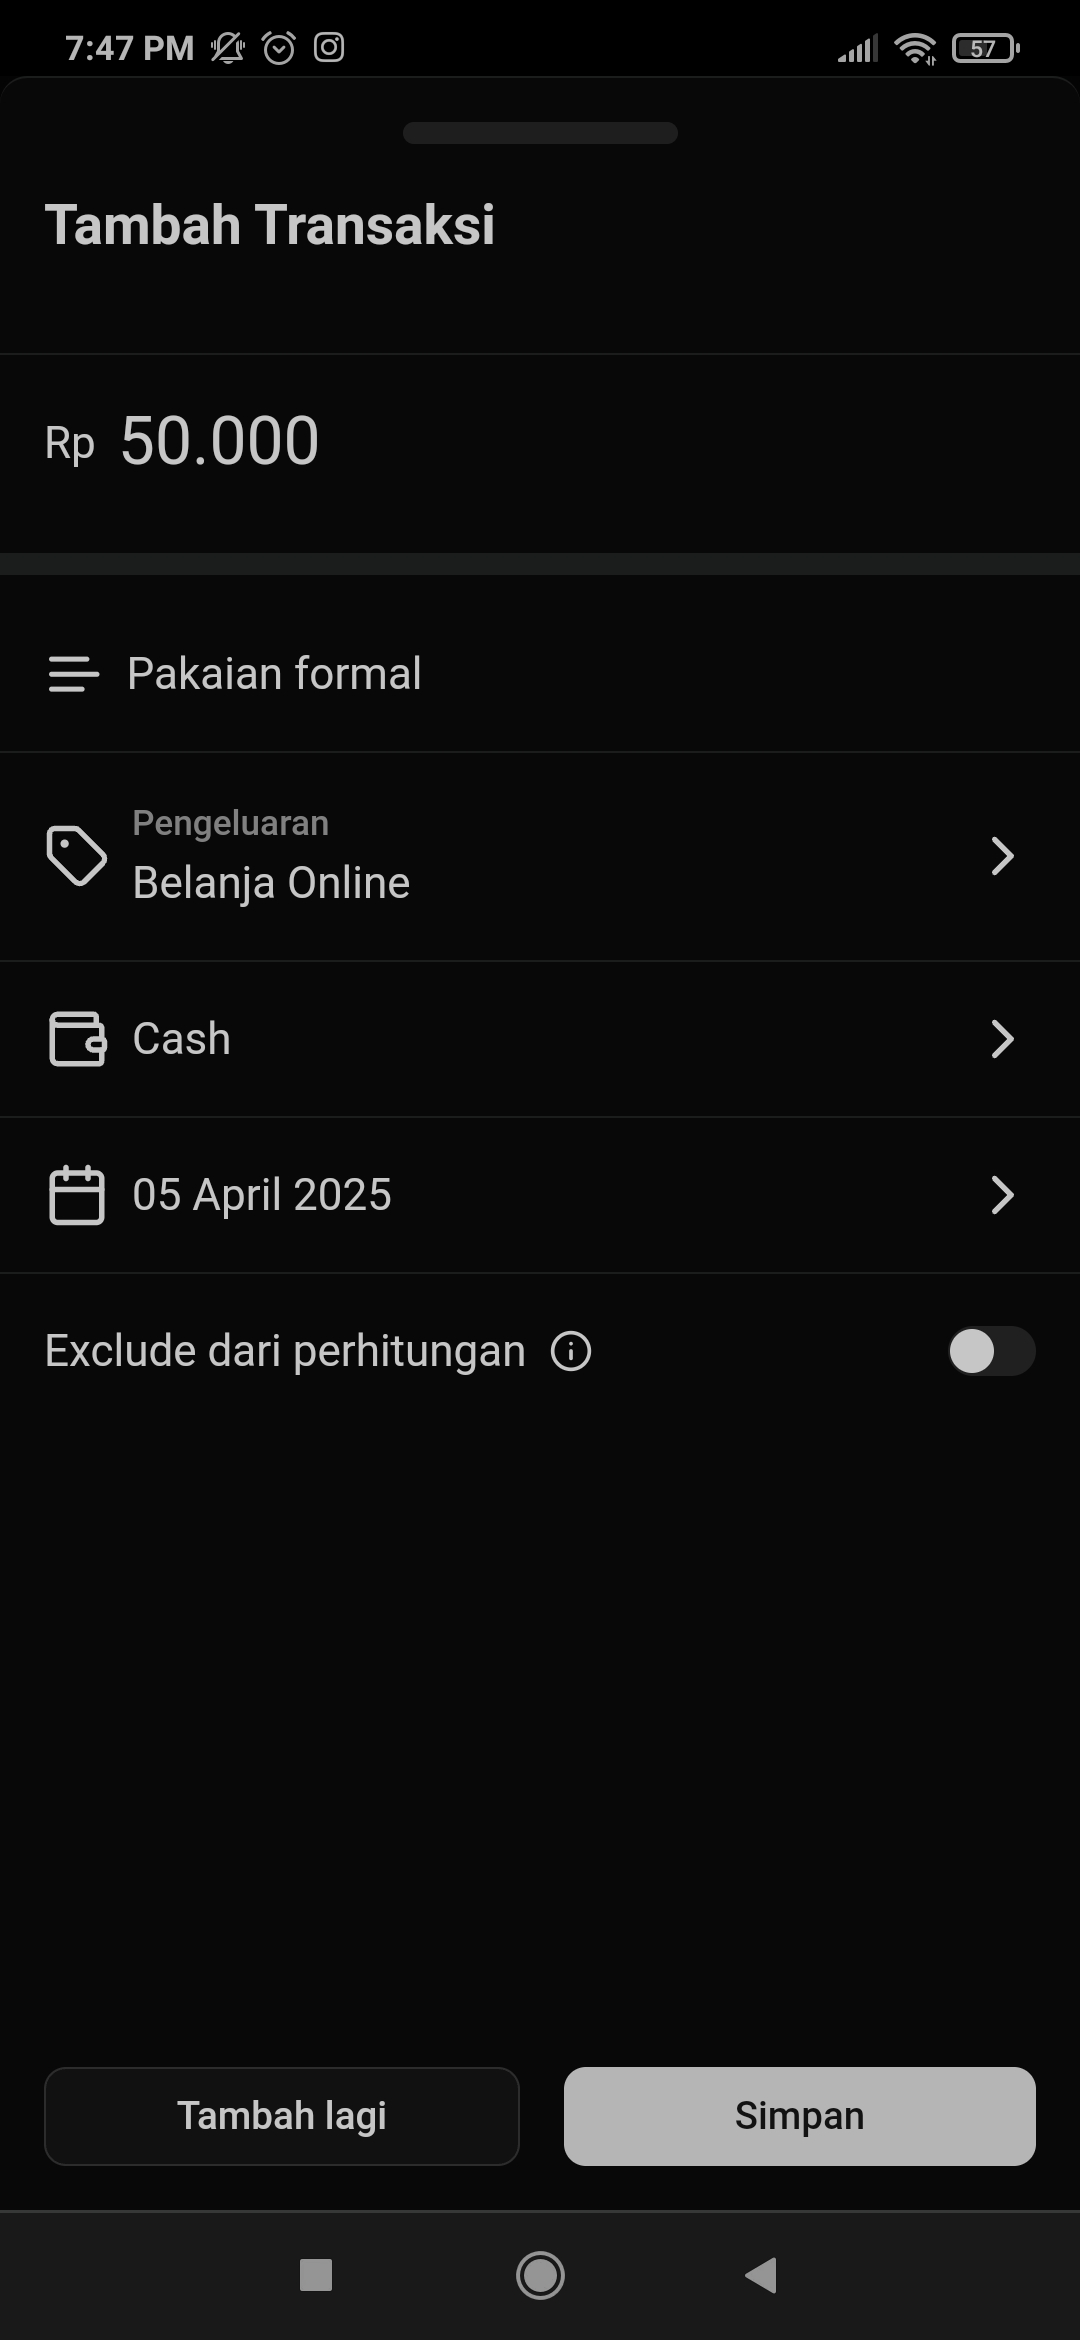 7:47 PM
57
Tambah Transaksi
Rp 50.000
Pakaian formal
Pengeluaran
Belanja Online
Cash
05 April 2025
Exclude dari perhitungan
Tambah lagi
Simpan